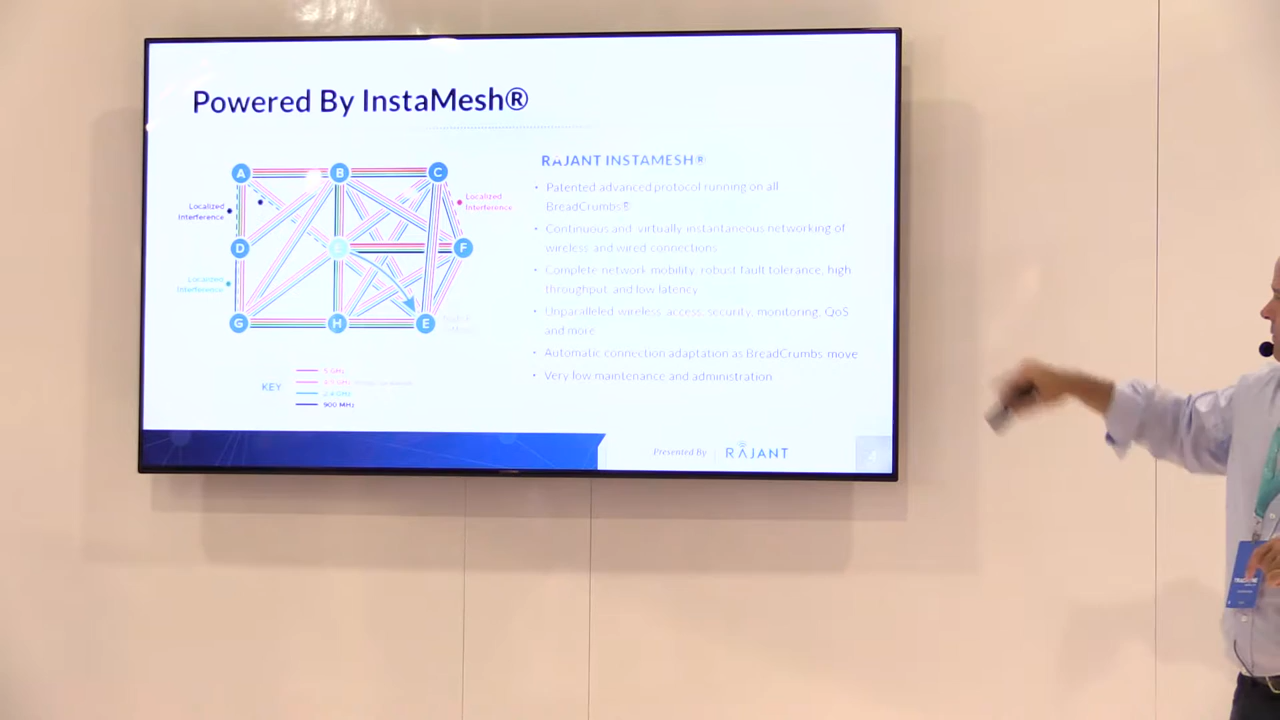 Powered By InstaMesh®
A
B
C
Localized
Interference
Localized
Interference
D
E
F
Localized
Interference
G
H
E
KEY
5 GHz
2.4 GHz
900 MHz
RAJANT INSTAMESH®
• Patented advanced protocol running on all
BreadCrumbs®
• Continuous and virtually instantaneous networking of
wireless and wired connections
• Complete network mobility, robust fault tolerance, high
throughput, and low latency
• Unparalleled wireless access, security, monitoring, QoS
and more
• Automatic connection adaptation as BreadCrumbs move
• Very low maintenance and administration
Presented By
RAJANT
4